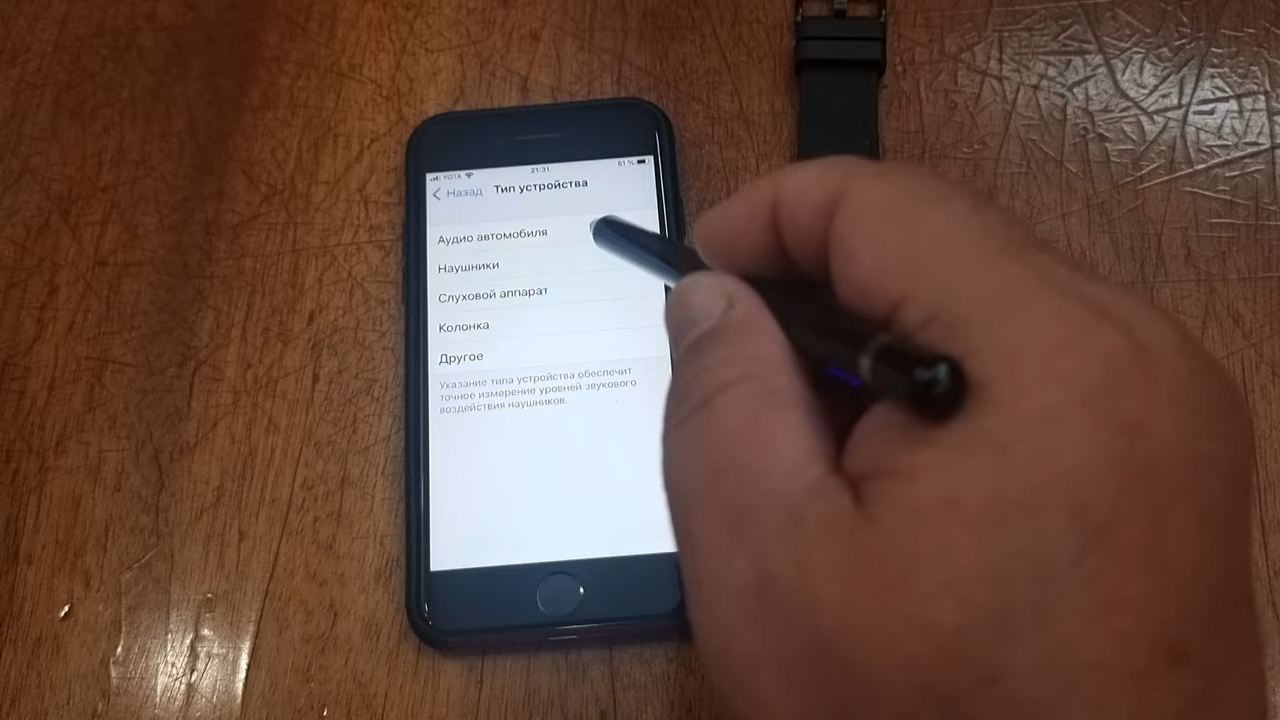 YOTA 21:31 81 %
Назад Тип устройства
Аудио автомобиля
Наушники
Слуховой аппарат
Колонка
Другое
Указание типа устройства обеспечит
точное измерение уровней звукового
воздействия наушников.